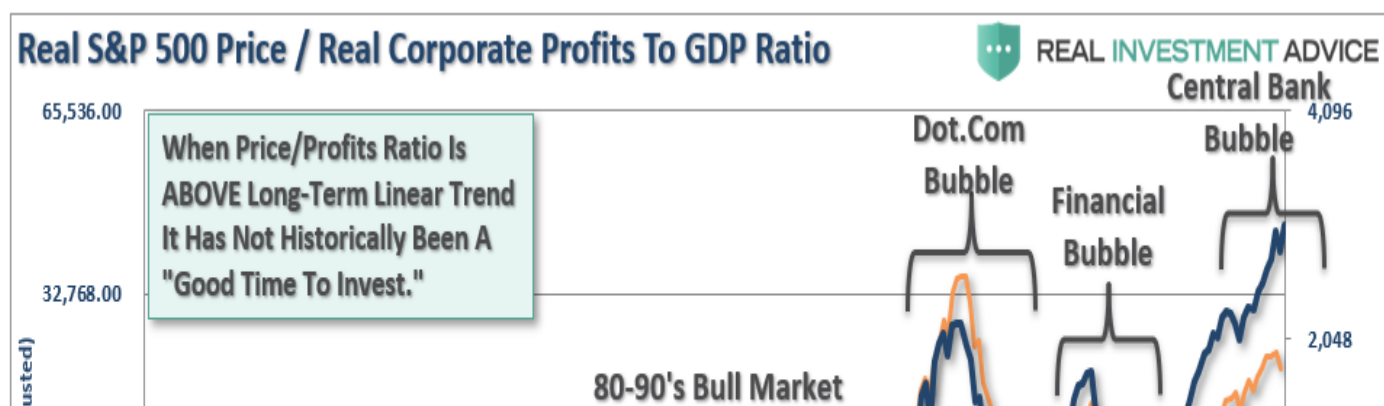 Real S&P 500 Price / Real Corporate Profits To GDP Ratio
REAL INVESTMENT ADVICE
Central Bank
Bubble
65,536.00
4,096
When Price/Profits Ratio Is
ABOVE Long-Term Linear Trend
It Has Not Historically Been A
"Good Time To Invest."
Dot.Com
Bubble
Financial
Bubble
32,768.00
2,048
80-90's Bull Market